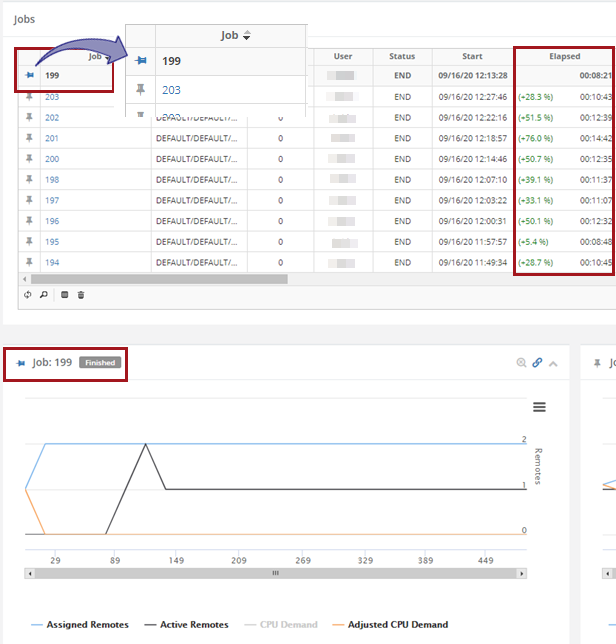 Jobs
Job
Job User Status Start Elapsed
199
203
199 END 09/16/20 12:13:28 00:08:21
203 END 09/16/20 12:27:46 (+28.3 %) 00:10:43
202 DEFAULT/DEFAULT/... 0 END 09/16/20 12:22:16 (+51.5 %) 00:12:39
201 DEFAULT/DEFAULT/... 0 END 09/16/20 12:18:57 (+76.0 %) 00:14:42
200 DEFAULT/DEFAULT/... 0 END 09/16/20 12:14:46 (+50.7 %) 00:12:35
198 DEFAULT/DEFAULT/... 0 END 09/16/20 12:07:10 (+39.1 %) 00:11:37
197 DEFAULT/DEFAULT/... 0 END 09/16/20 12:03:22 (+33.1 %) 00:11:07
196 DEFAULT/DEFAULT/... 0 END 09/16/20 12:00:31 (+50.1 %) 00:12:32
195 DEFAULT/DEFAULT/... 0 END 09/16/20 11:57:57 (+5.4 %) 00:08:48
194 DEFAULT/DEFAULT/... 0 END 09/16/20 11:49:34 (+28.7 %) 00:10:45
Job: 199 Finished
2
1
0
Remotes
29 89 149 209 269 329 389 449
Assigned Remotes Active Remotes CPU Demand Adjusted CPU Demand